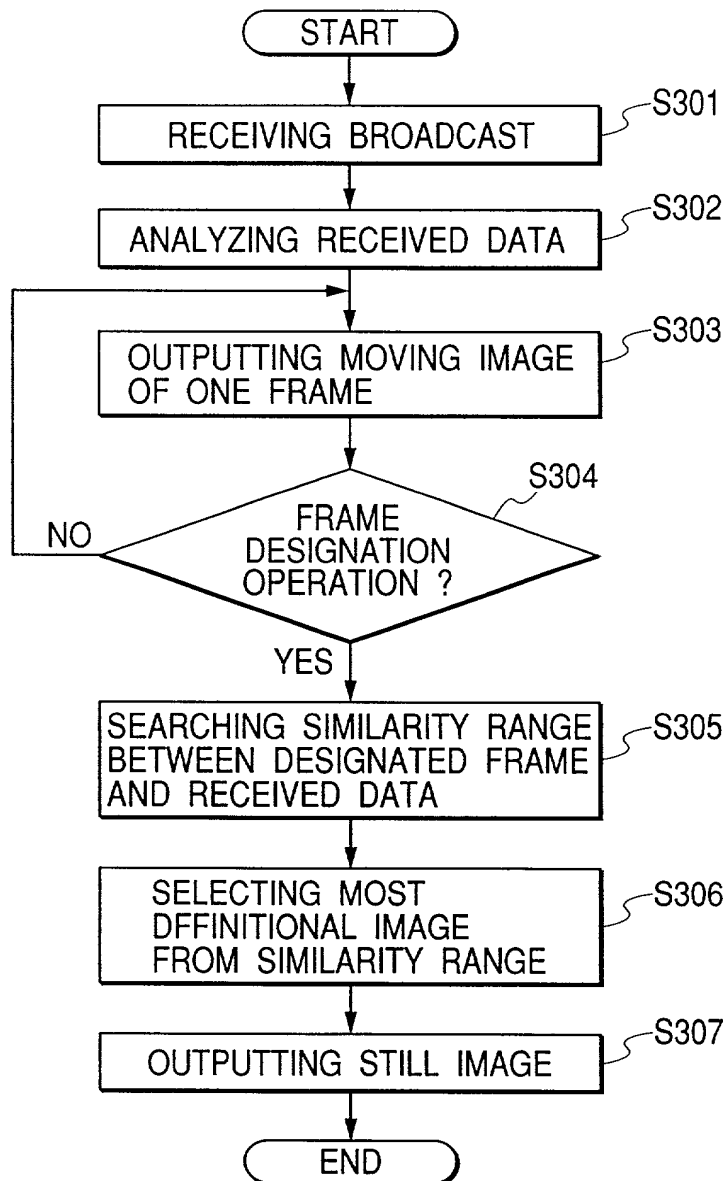 START
RECEIVING BROADCAST
S301
ANALYZING RECEIVED DATA
S302
OUTPUTTING MOVING IMAGE
OF ONE FRAME
S303
FRAME
DESIGNATION
OPERATION ?
S304
NO
YES
SEARCHING SIMILARITY RANGE
BETWEEN DESIGNATED FRAME
AND RECEIVED DATA
S305
SELECTING MOST
DFFINITIONAL IMAGE
FROM SIMILARITY RANGE
S306
OUTPUTTING STILL IMAGE
S307
END